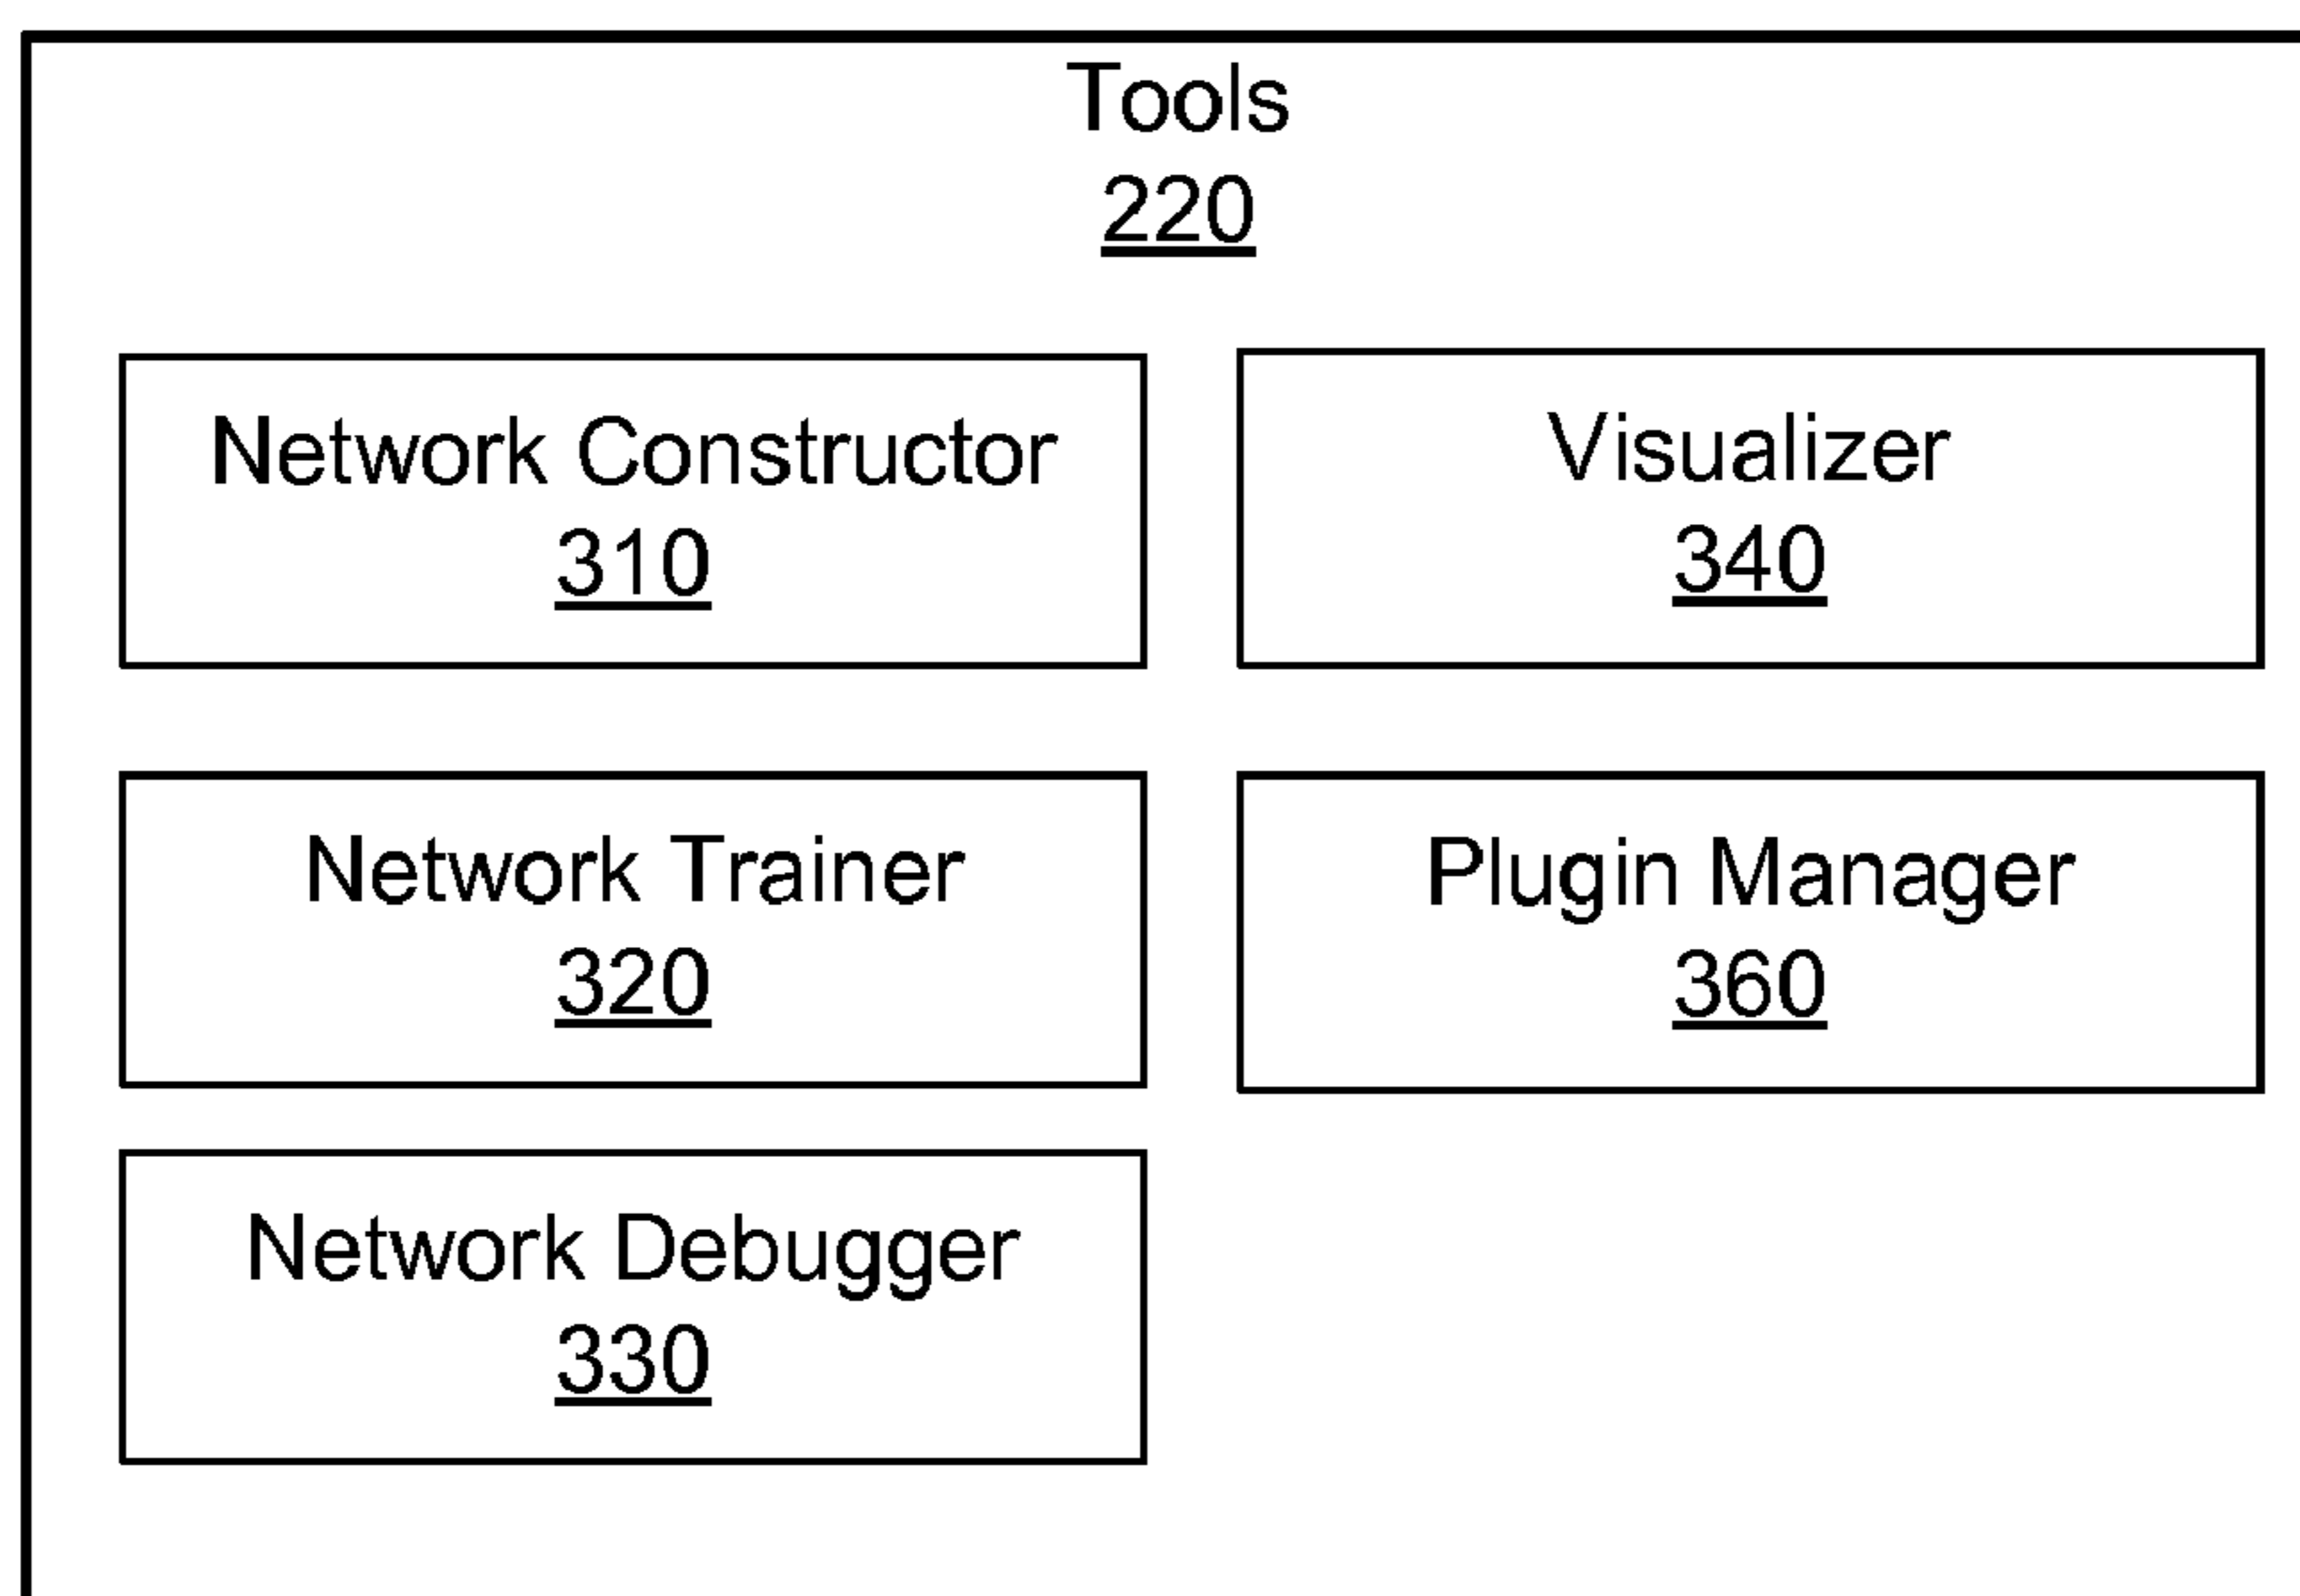 Tools
220
Network Constructor
310
Visualizer
340
Network Trainer
320
Plugin Manager
360
Network Debugger
330